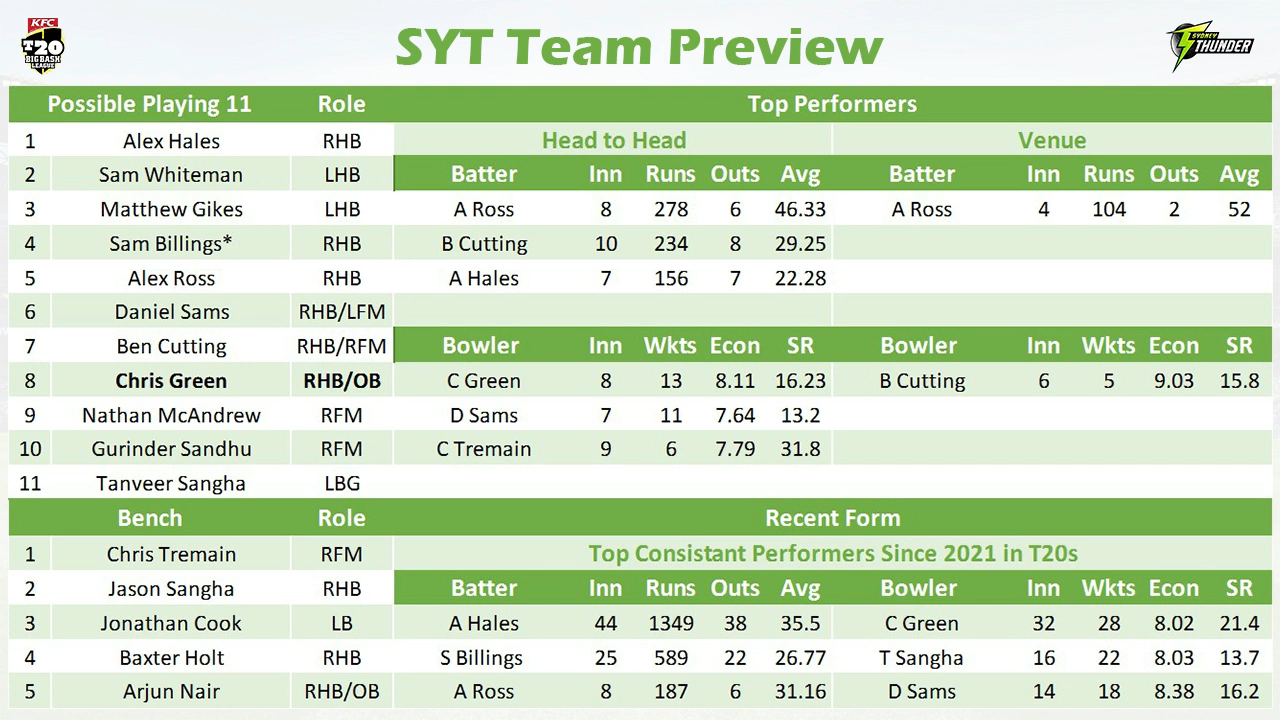 KFC
T20
BIG BASH
LEAGUE
SYT Team Preview
SYDNEY
THUNDER
Possible Playing 11 Role Top Performers
1 Alex Hales RHB Head to Head Venue
2 Sam Whiteman LHB Batter Inn Runs Outs Avg Batter Inn Runs Outs Avg
3 Matthew Gikes LHB A Ross 8 278 6 46.33 A Ross 4 104 2 52
4 Sam Billings* RHB B Cutting 10 234 8 29.25
5 Alex Ross RHB A Hales 7 156 7 22.28
6 Daniel Sams RHB/LFM
7 Ben Cutting RHB/RFM Bowler Inn Wkts Econ SR Bowler Inn Wkts Econ SR
8 Chris Green RHB/OB C Green 8 13 8.11 16.23 B Cutting 6 5 9.03 15.8
9 Nathan McAndrew RFM D Sams 7 11 7.64 13.2
10 Gurinder Sandhu RFM C Tremain 9 6 7.79 31.8
11 Tanveer Sangha LBG
Bench Role Recent Form
1 Chris Tremain RFM Top Consistant Performers Since 2021 in T20s
2 Jason Sangha RHB Batter Inn Runs Outs Avg Bowler Inn Wkts Econ SR
3 Jonathan Cook LB A Hales 44 1349 38 35.5 C Green 32 28 8.02 21.4
4 Baxter Holt RHB S Billings 25 589 22 26.77 T Sangha 16 22 8.03 13.7
5 Arjun Nair RHB/OB A Ross 8 187 6 31.16 D Sams 14 18 8.38 16.2